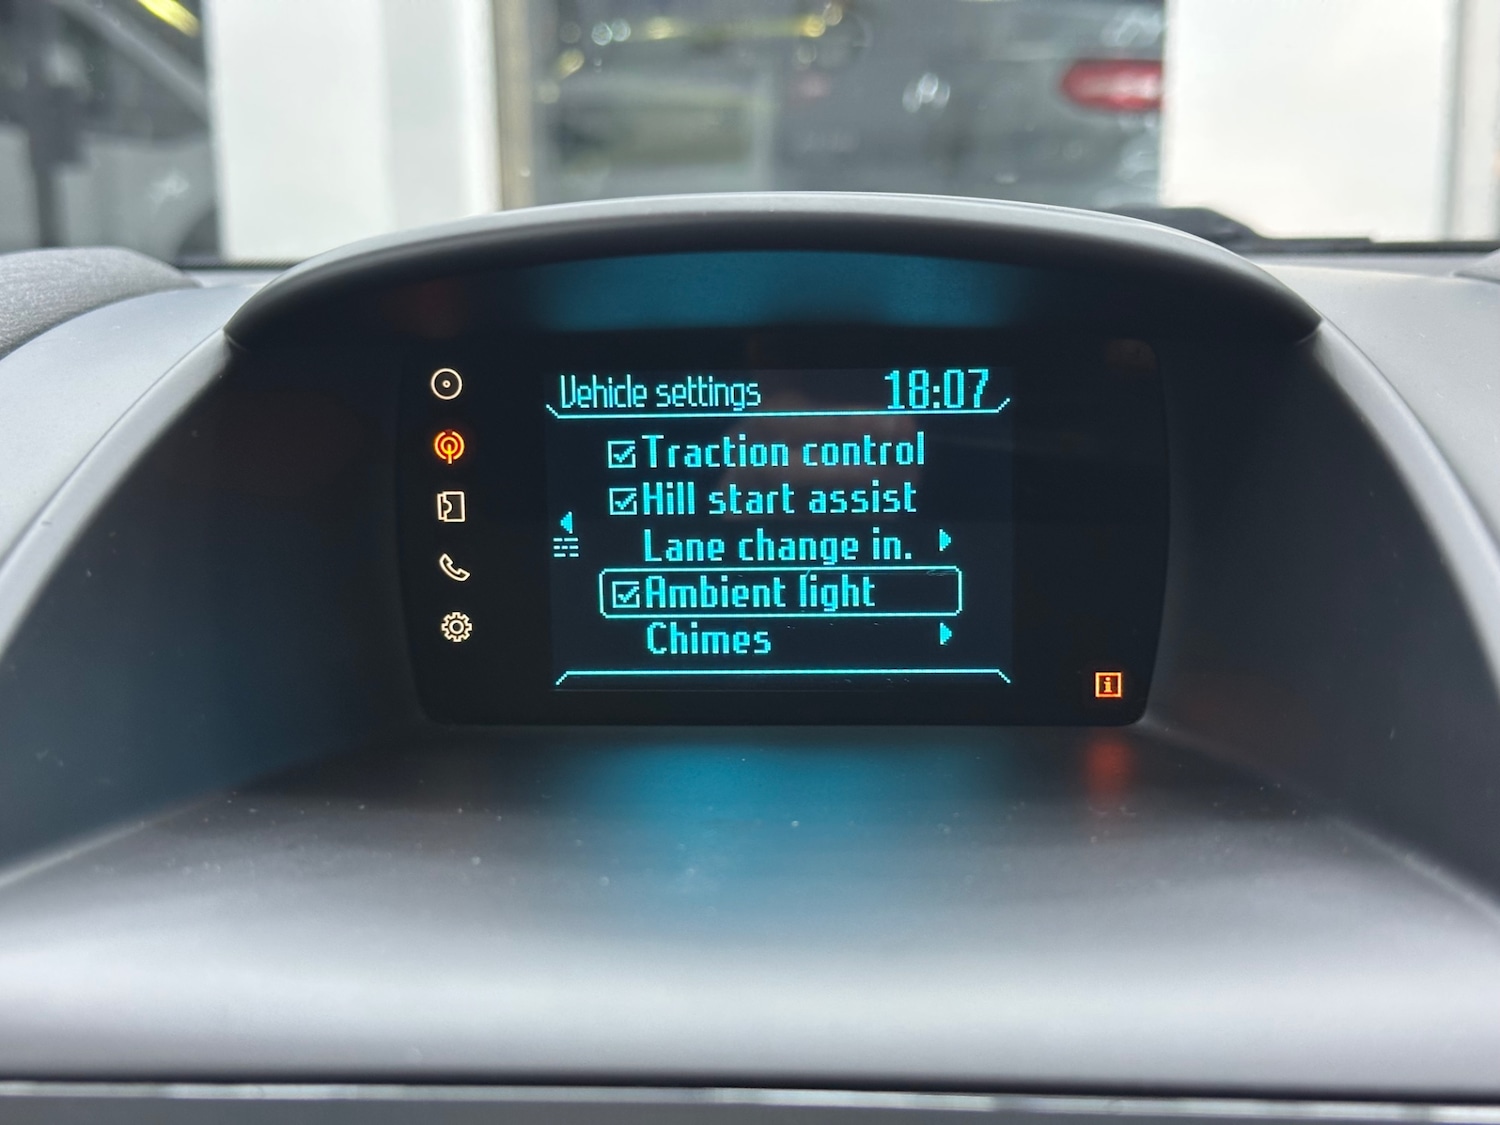 Vehicle settings 18:07
Traction control
Hill start assist
Lane change in.
Ambient light
Chimes
i